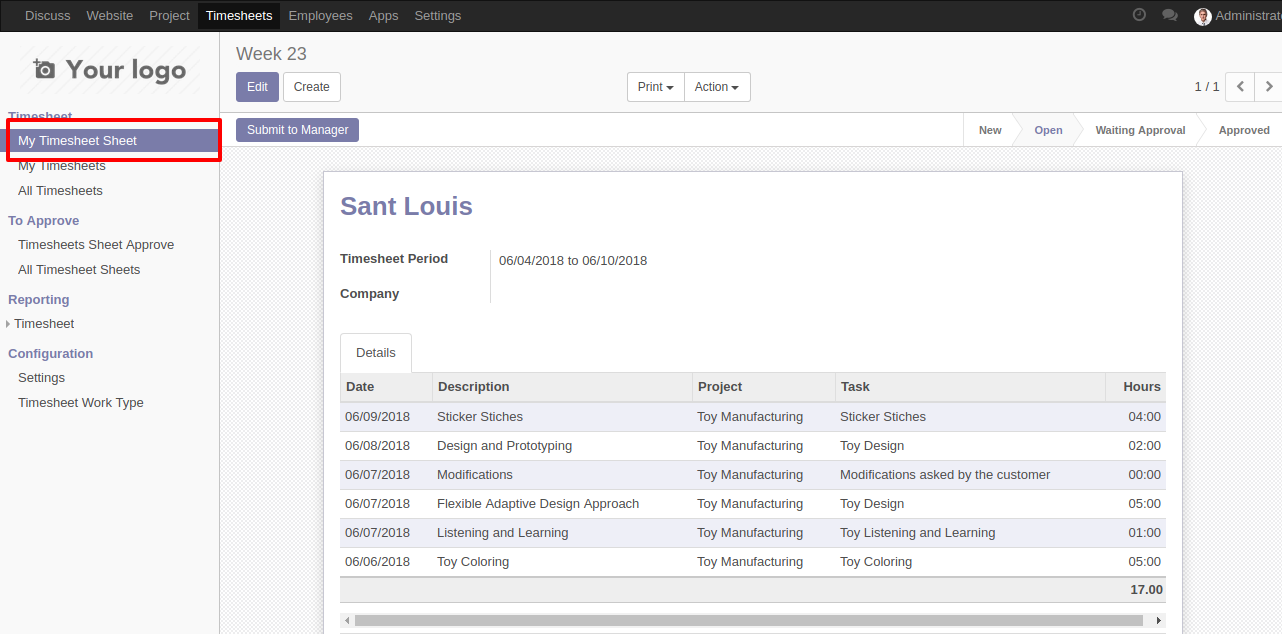 Discuss Website Project Timesheets Employees Apps Settings
Your logo
Timesheet
My Timesheet Sheet
My Timesheets
All Timesheets
To Approve
Timesheets Sheet Approve
All Timesheet Sheets
Reporting
Timesheet
Configuration
Settings
Timesheet Work Type
Week 23
Edit Create Print Action 1 / 1
Submit to Manager New Open Waiting Approval Approved
Sant Louis
Timesheet Period 06/04/2018 to 06/10/2018
Company
Details
Date Description Project Task Hours
06/09/2018 Sticker Stiches Toy Manufacturing Sticker Stiches 04:00
06/08/2018 Design and Prototyping Toy Manufacturing Toy Design 02:00
06/07/2018 Modifications Toy Manufacturing Modifications asked by the customer 00:00
06/07/2018 Flexible Adaptive Design Approach Toy Manufacturing Toy Design 05:00
06/07/2018 Listening and Learning Toy Manufacturing Toy Listening and Learning 01:00
06/06/2018 Toy Coloring Toy Manufacturing Toy Coloring 05:00
17.00